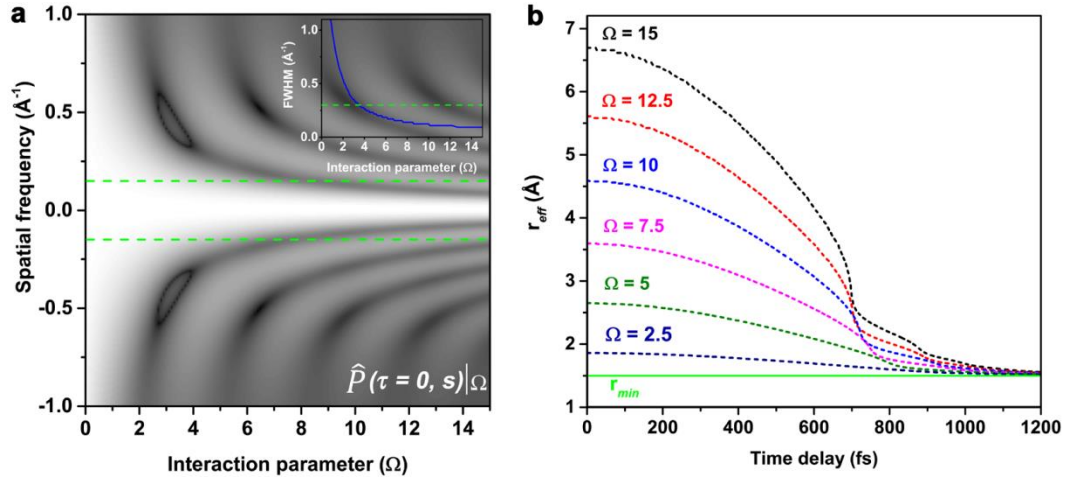 a
Spatial frequency (Å⁻¹)
1.0
0.5
0.0
-0.5
-1.0
0 2 4 6 8 10 12 14
Interaction parameter (Ω)
P̂(τ = 0, s)|Ω
FWHM (Å⁻¹)
1.0
0.5
0.0
0 2 4 6 8 10 12 14
Interaction parameter (Ω)
b
r_eff (Å)
7
6
5
4
3
2
1
0 200 400 600 800 1000 1200
Time delay (fs)
Ω = 15
Ω = 12.5
Ω = 10
Ω = 7.5
Ω = 5
Ω = 2.5
r_min